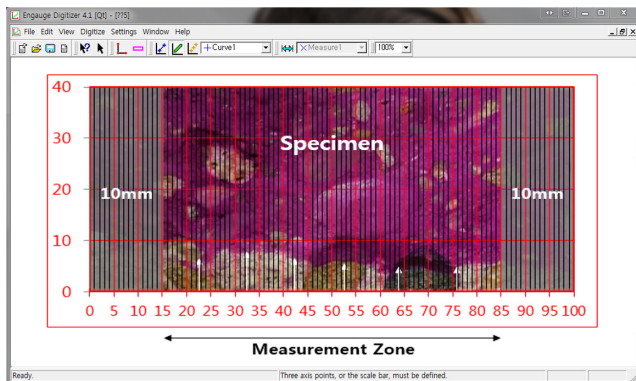 Engauge Digitizer 4.1 [Qt] - [??5]
File Edit View Digitize Settings Window Help
Curve1 Measure1 100%
40
30
20
10
0
Specimen
10mm 10mm
0 5 10 15 20 25 30 35 40 45 50 55 60 65 70 75 80 85 90 95 100
Measurement Zone
Ready. Three axis points, or the scale bar, must be defined.